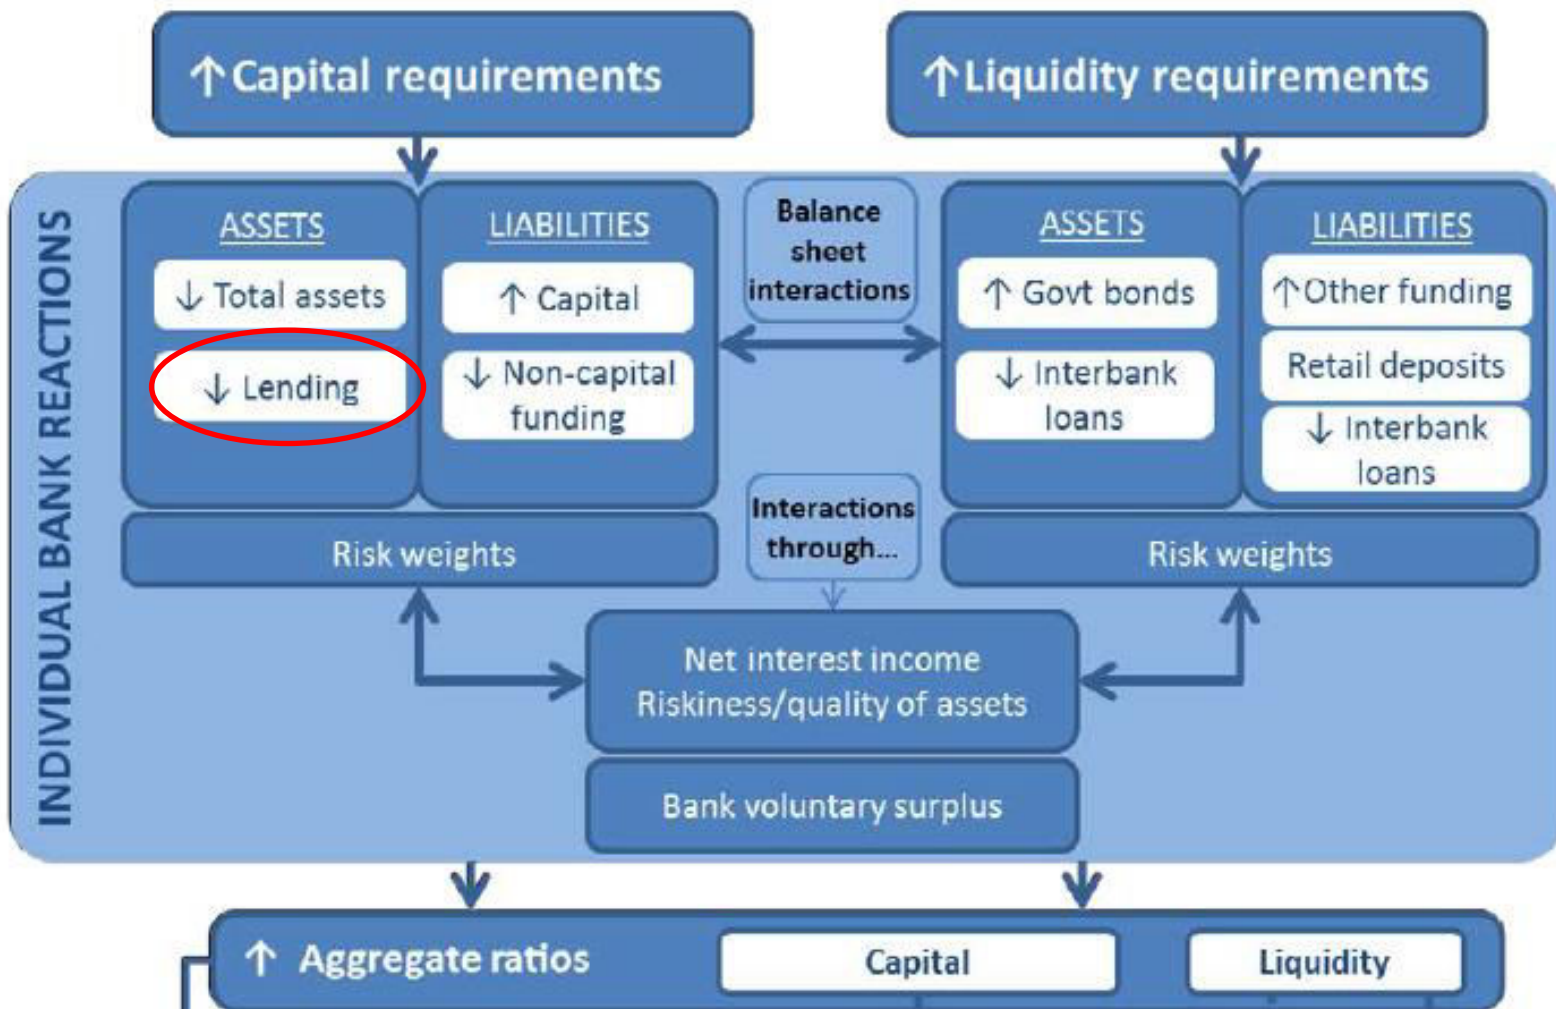 ↑Capital requirements
↑Liquidity requirements
INDIVIDUAL BANK REACTIONS
ASSETS
↓ Total assets
↓ Lending
LIABILITIES
↑ Capital
↓ Non-capital
funding
Risk weights
Balance
sheet
interactions
ASSETS
↑ Govt bonds
↓ Interbank
loans
LIABILITIES
↑Other funding
Retail deposits
↓ Interbank
loans
Risk weights
Interactions
through...
Net interest income
Riskiness/quality of assets
Bank voluntary surplus
↑ Aggregate ratios
Capital
Liquidity